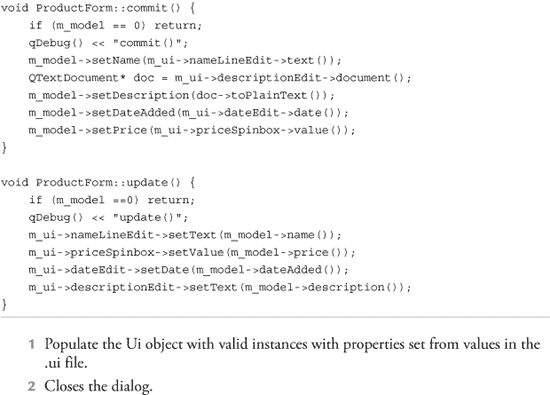 void ProductForm::commit() {
    if (m_model == 0) return;
    qDebug() << "commit()";
    m_model->setName(m_ui->nameLineEdit->text());
    QTextDocument* doc = m_ui->descriptionEdit->document();
    m_model->setDescription(doc->toPlainText());
    m_model->setDateAdded(m_ui->dateEdit->date());
    m_model->setPrice(m_ui->priceSpinbox->value());
}
void ProductForm::update() {
    if (m_model ==0) return;
    qDebug() << "update()";
    m_ui->nameLineEdit->setText(m_model->name());
    m_ui->priceSpinbox->setValue(m_model->price());
    m_ui->dateEdit->setDate(m_model->dateAdded());
    m_ui->descriptionEdit->setText(m_model->description());
}
1 Populate the Ui object with valid instances with properties set from values in the
.ui file.
2 Closes the dialog.